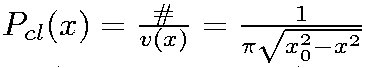 $P_{cl}(x) = \frac{\#}{v(x)} = \frac{1}{\pi\sqrt{x_0^2 - x^2}}$